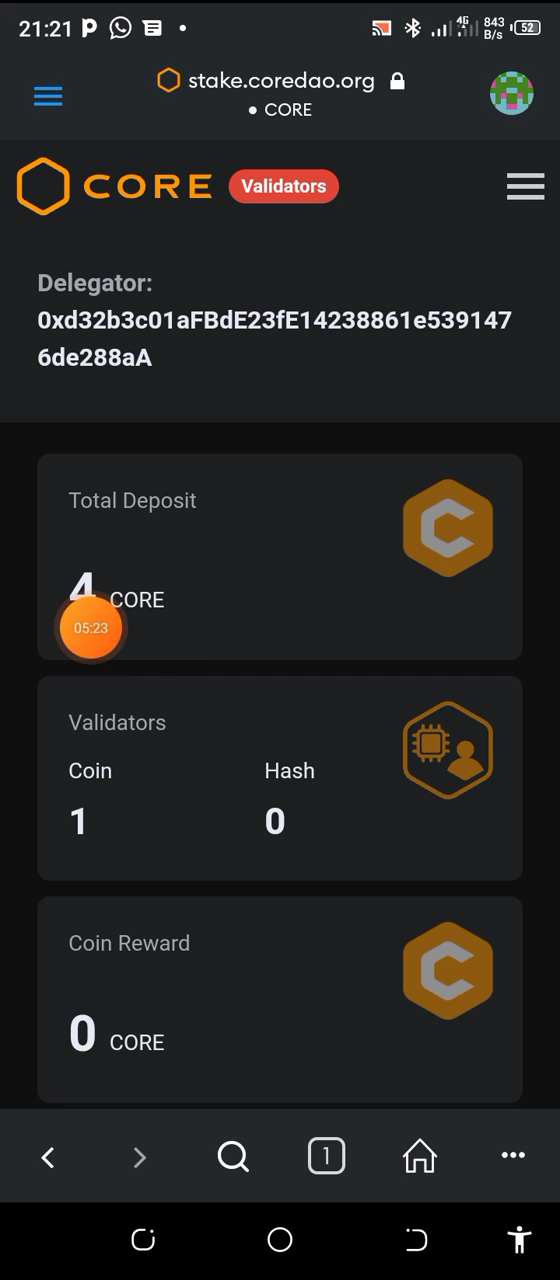 21:21
4G
843 B/s
52
stake.coredao.org
CORE
CORE Validators
Delegator:
0xd32b3c01aFBdE23fE14238861e539147
6de288aA
Total Deposit
4 CORE
05:23
Validators
Coin Hash
1 0
Coin Reward
0 CORE
1